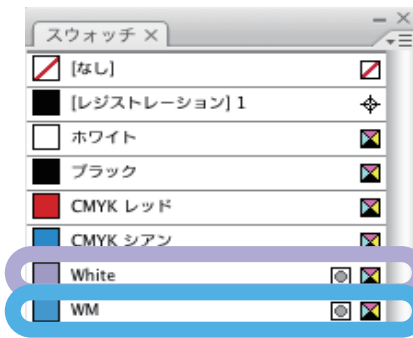 スウォッチ ×
[なし]
[レジストレーション] 1
ホワイト
ブラック
CMYK レッド
CMYK シアン
White
WM